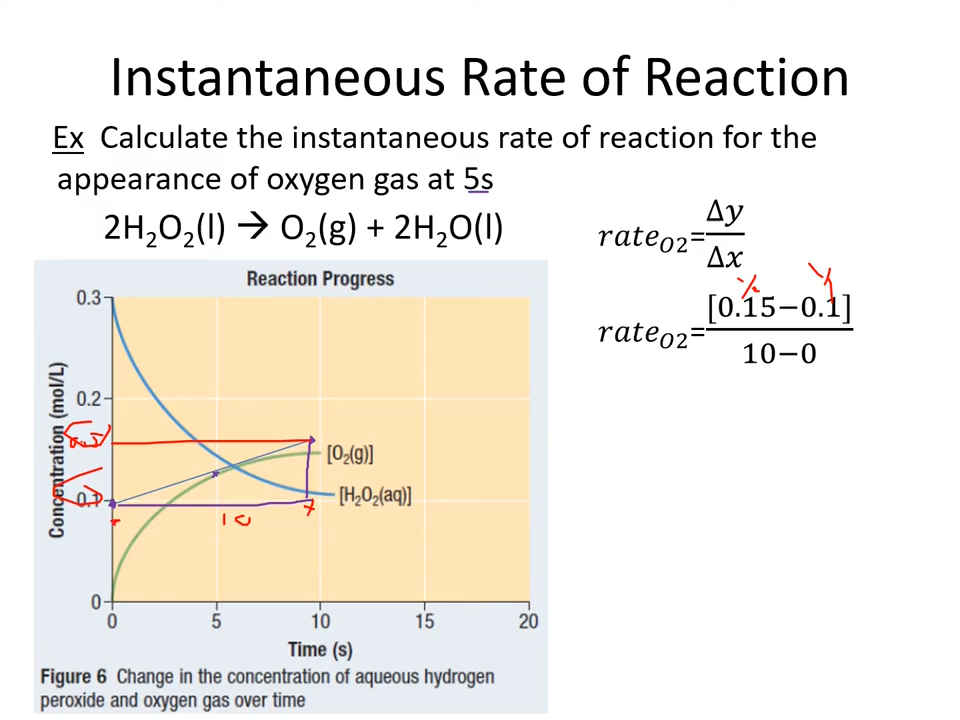 Instantaneous Rate of Reaction
Ex Calculate the instantaneous rate of reaction for the
appearance of oxygen gas at 5s
2H₂O₂(l) → O₂(g) + 2H₂O(l)
rate_O2=Δy/Δx
rate_O2=[0.15−0.1]/10−0
Reaction Progress
Concentration (mol/L)
0.3
0.2
0.1
0
[O₂(g)]
[H₂O₂(aq)]
10
0 5 10 15 20
Time (s)
Figure 6 Change in the concentration of aqueous hydrogen
peroxide and oxygen gas over time